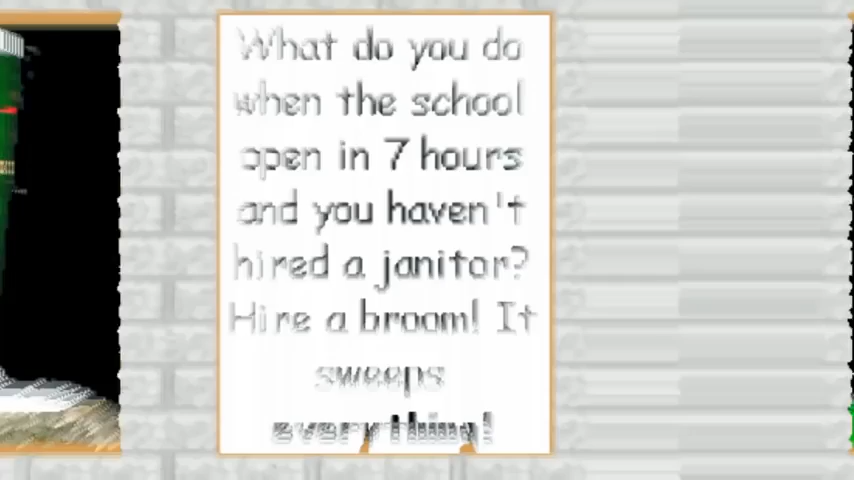 What do you do
when the school
open in 7 hours
and you haven't
hired a janitor?
Hire a broom! It
sweeps
everything!